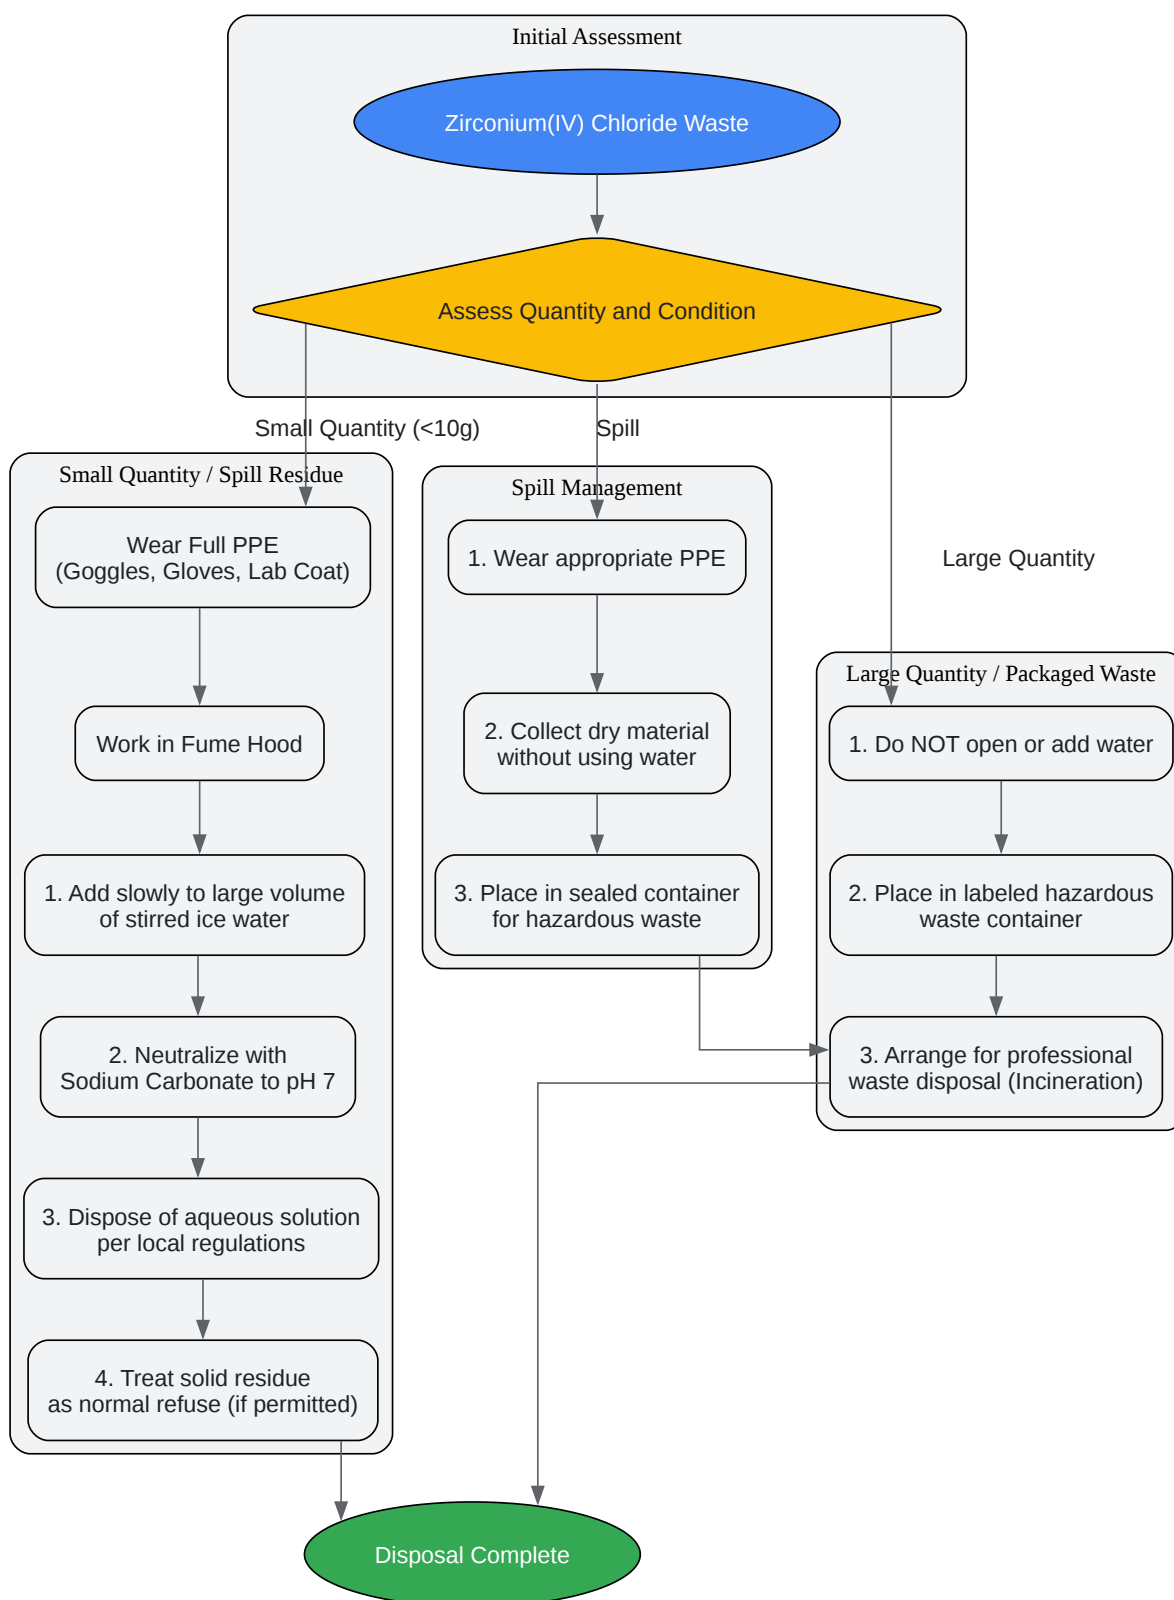 Initial Assessment
Zirconium(IV) Chloride Waste
Assess Quantity and Condition
Small Quantity (<10g)
Spill
Large Quantity
Small Quantity / Spill Residue
Wear Full PPE
(Goggles, Gloves, Lab Coat)
Work in Fume Hood
1. Add slowly to large volume
of stirred ice water
2. Neutralize with
Sodium Carbonate to pH 7
3. Dispose of aqueous solution
per local regulations
4. Treat solid residue
as normal refuse (if permitted)
Spill Management
1. Wear appropriate PPE
2. Collect dry material
without using water
3. Place in sealed container
for hazardous waste
Large Quantity / Packaged Waste
1. Do NOT open or add water
2. Place in labeled hazardous
waste container
3. Arrange for professional
waste disposal (Incineration)
Disposal Complete